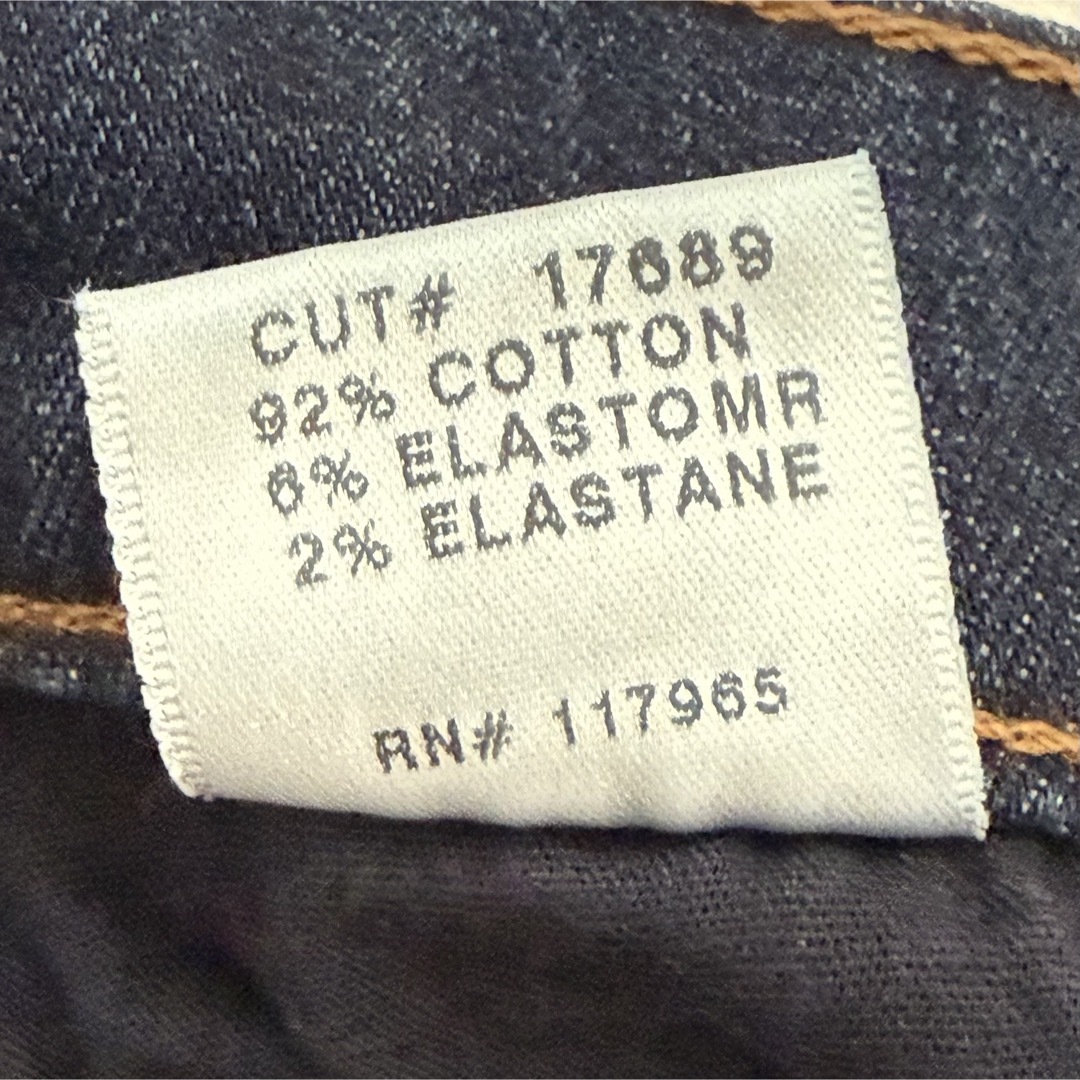 CUT# 17689
92% COTTON
6% ELASTOMR
2% ELASTANE
RN# 117965